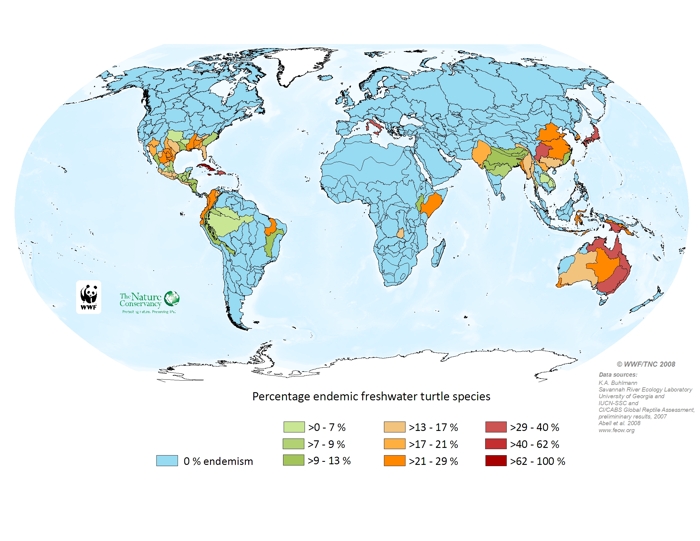 WWF
The Nature
Conservancy
Protecting nature. Preserving life.
© WWF/TNC 2008
Data sources:
K.A. Buhlmann
Savannah River Ecology Laboratory
University of Georgia and
IUCN-SSC and
CI/CABS Global Reptile Assessment,
prelimininary results, 2007
Abell et al. 2008
www.feow.org
Percentage endemic freshwater turtle species
0 % endemism
>0 - 7 %
>7 - 9 %
>9 - 13 %
>13 - 17 %
>17 - 21 %
>21 - 29 %
>29 - 40 %
>40 - 62 %
>62 - 100 %